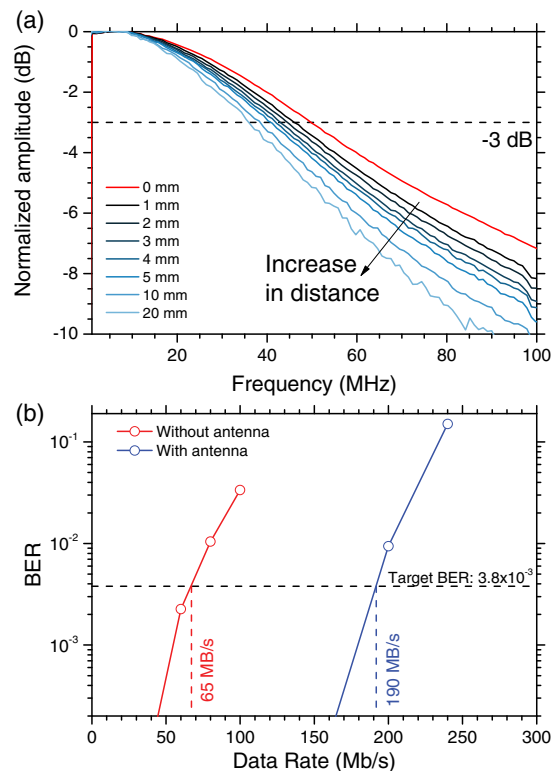 (a)
Normalized amplitude (dB)
0
-2
-4
-6
-8
-10
-3 dB
0 mm
1 mm
2 mm
3 mm
4 mm
5 mm
10 mm
20 mm
Increase
in distance
20
40
60
80
100
Frequency (MHz)
(b)
BER
10⁻¹
10⁻²
10⁻³
Without antenna
With antenna
Target BER: 3.8x10⁻³
65 MB/s
190 MB/s
0
50
100
150
200
250
300
Data Rate (Mb/s)